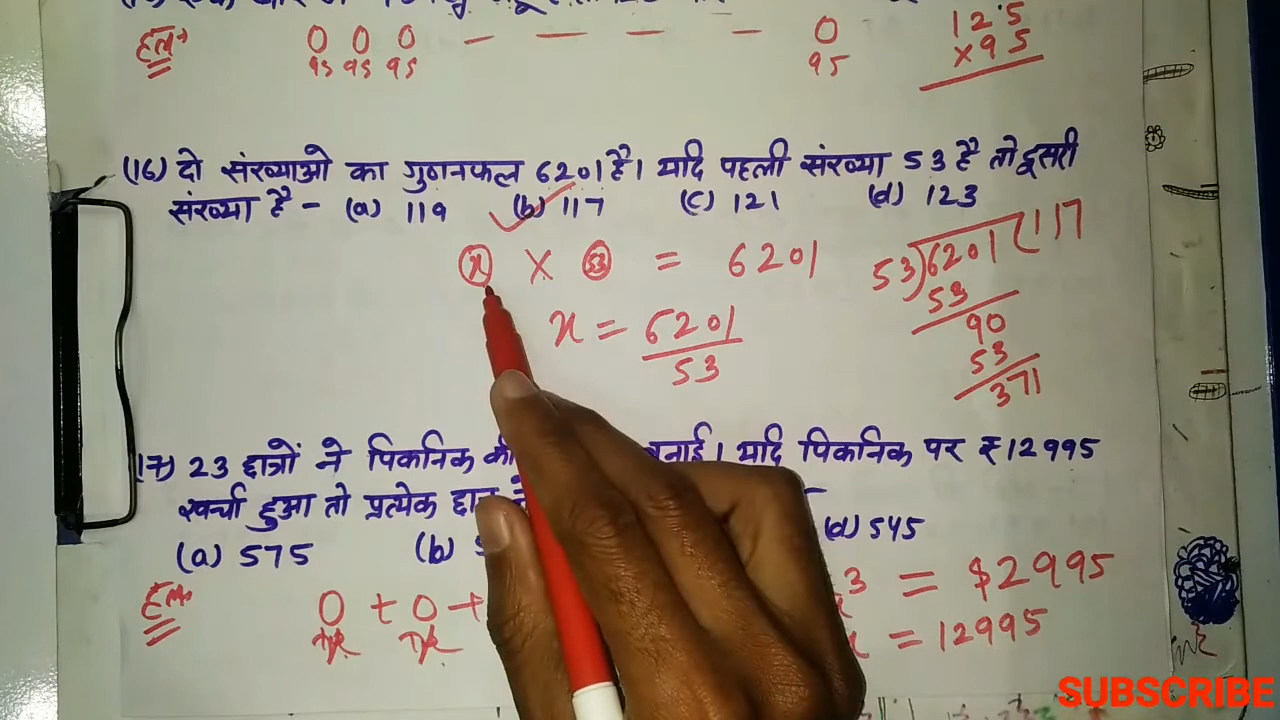 हल
0 0 0 — — — — 0
95 95 95 95
12.5
×95
(16) दो संख्याओ का गुणनफल 6201 है। यदि पहली संख्या 53 है तो दूसरी
संख्या है - (a) 119 (b) 117 (c) 121 (d) 123
x × 53 = 6201
x = 6201
53
53)6201(117
53
90
53
371
17) 23 छात्रों ने पिकनिक की बनाई। यदि पिकनिक पर ₹12995
खर्चा हुआ तो प्रत्येक
(a) 575 (b) (d) 545
हल
0 + 0 +
3 = 12995
x = 12995
SUBSCRIBE